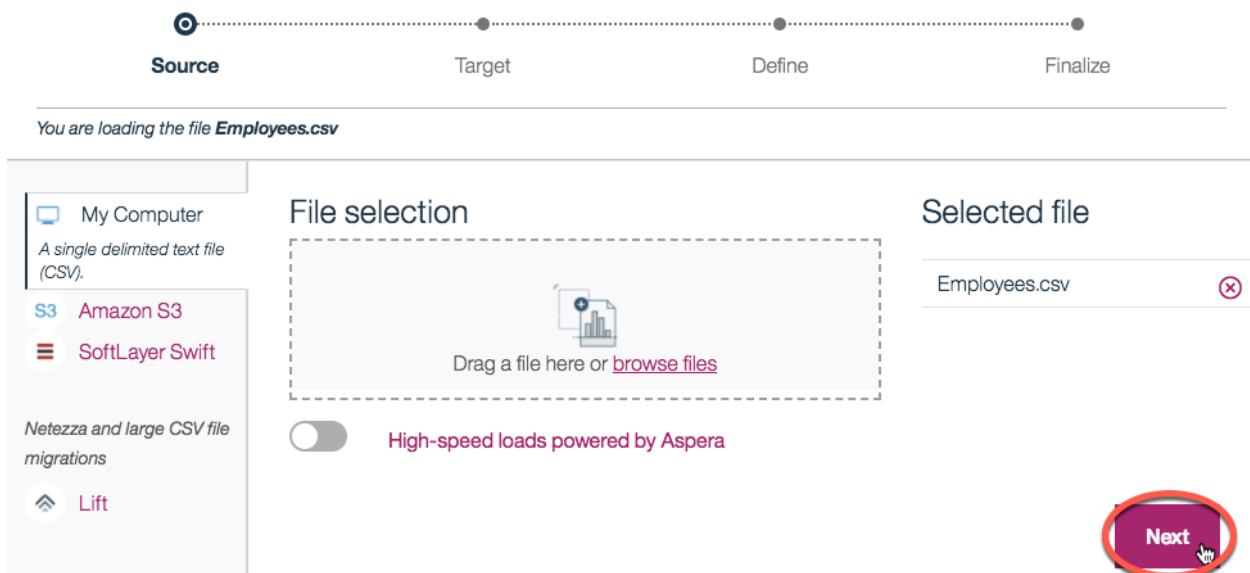 Source Target Define Finalize
You are loading the file Employees.csv
My Computer
A single delimited text file
(CSV).
S3 Amazon S3
SoftLayer Swift
Netezza and large CSV file
migrations
Lift
File selection
Drag a file here or browse files
High-speed loads powered by Aspera
Selected file
Employees.csv
Next